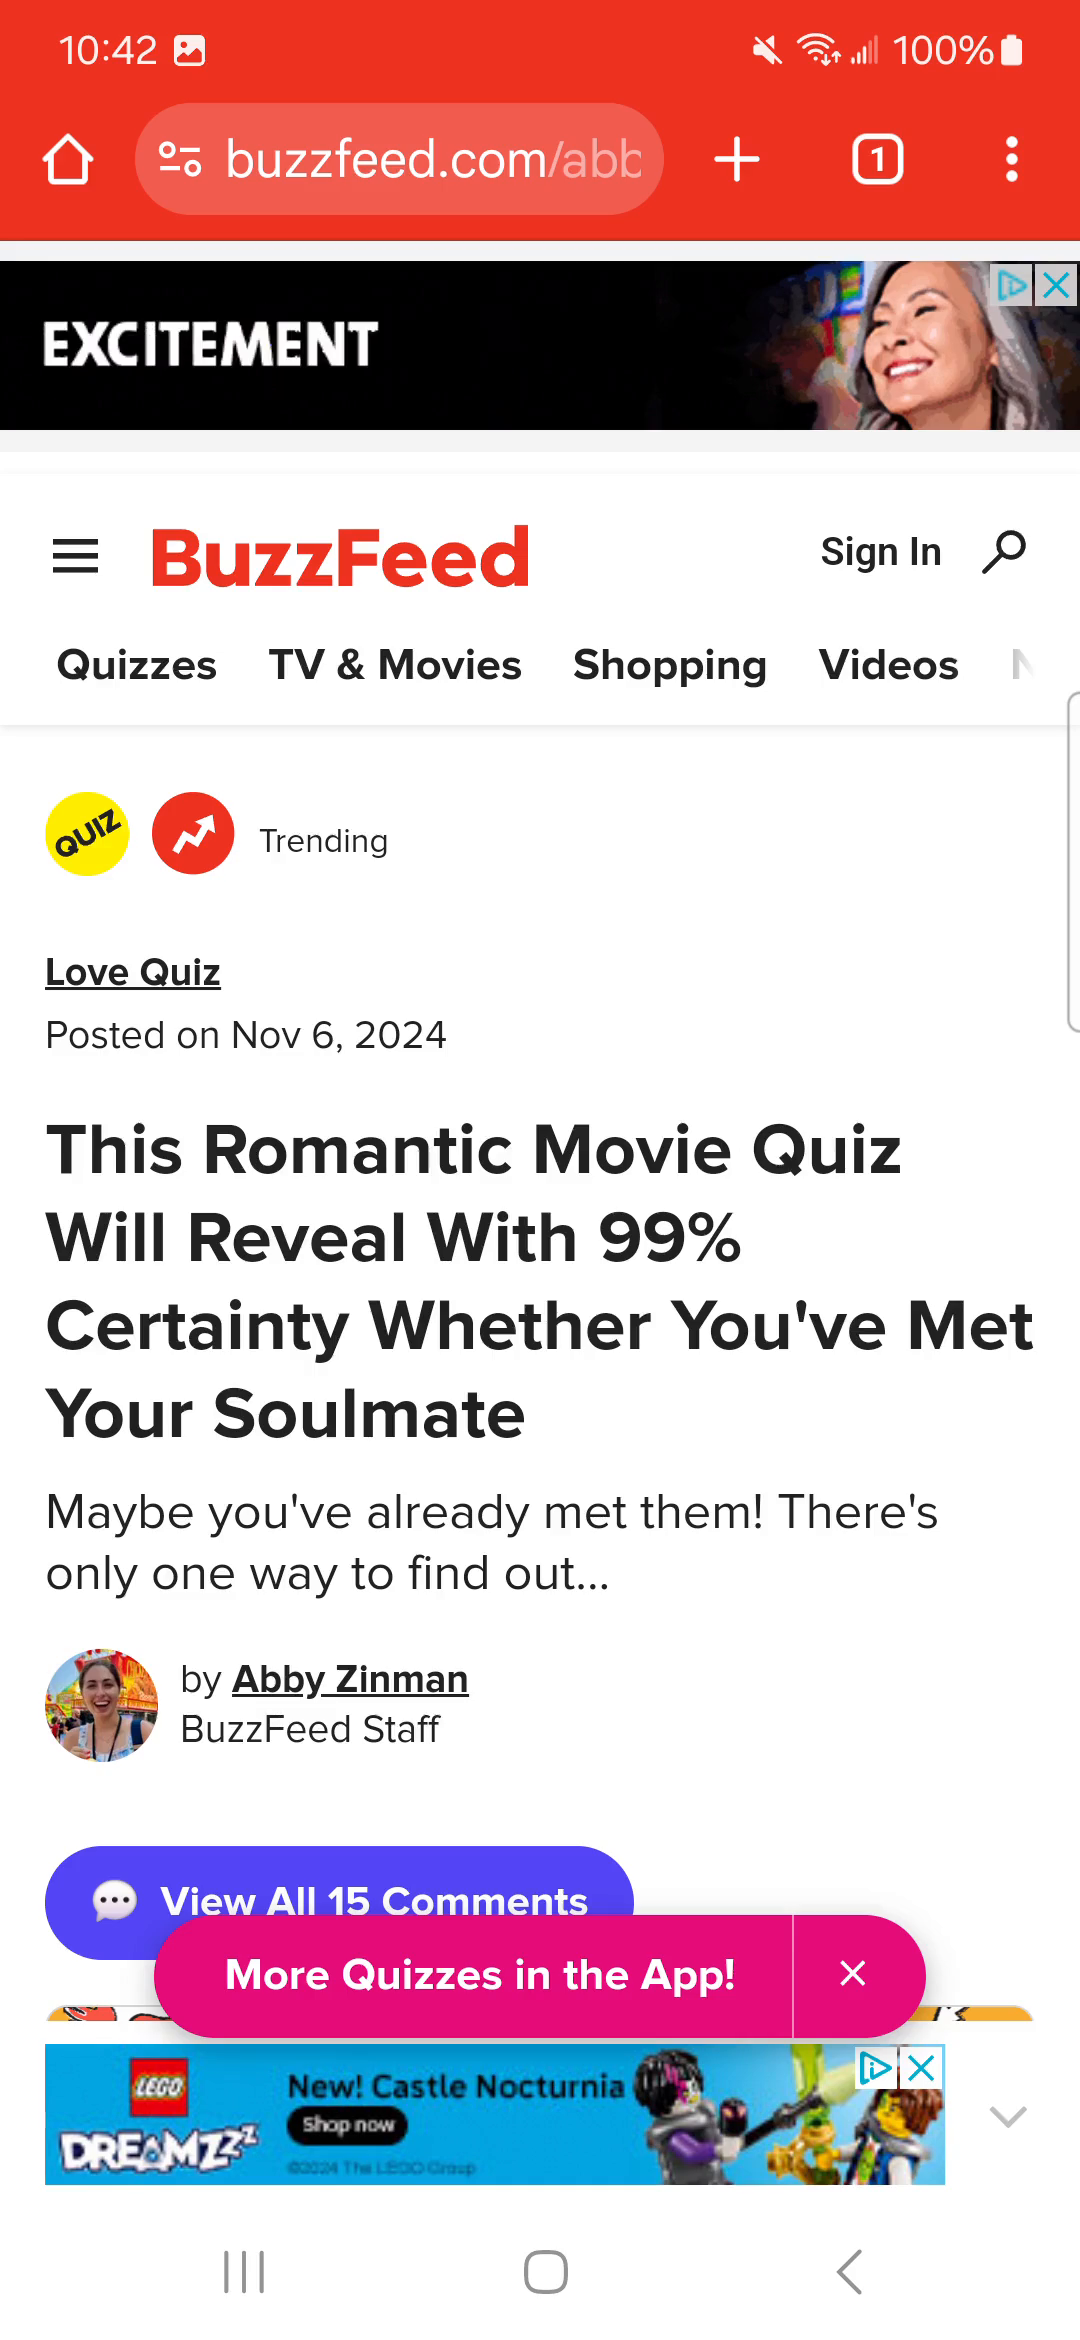 10:42
100%
buzzfeed.com/abb
1
EXCITEMENT
BuzzFeed
Sign In
Quizzes TV & Movies Shopping Videos N
QUIZ
Trending
Love Quiz
Posted on Nov 6, 2024
This Romantic Movie Quiz
Will Reveal With 99%
Certainty Whether You've Met
Your Soulmate
Maybe you've already met them! There's
only one way to find out...
by Abby Zinman
BuzzFeed Staff
View All 15 Comments
More Quizzes in the App!
LEGO
DREAMZzz
New! Castle Nocturnia
Shop now
©2024 The LEGO Group